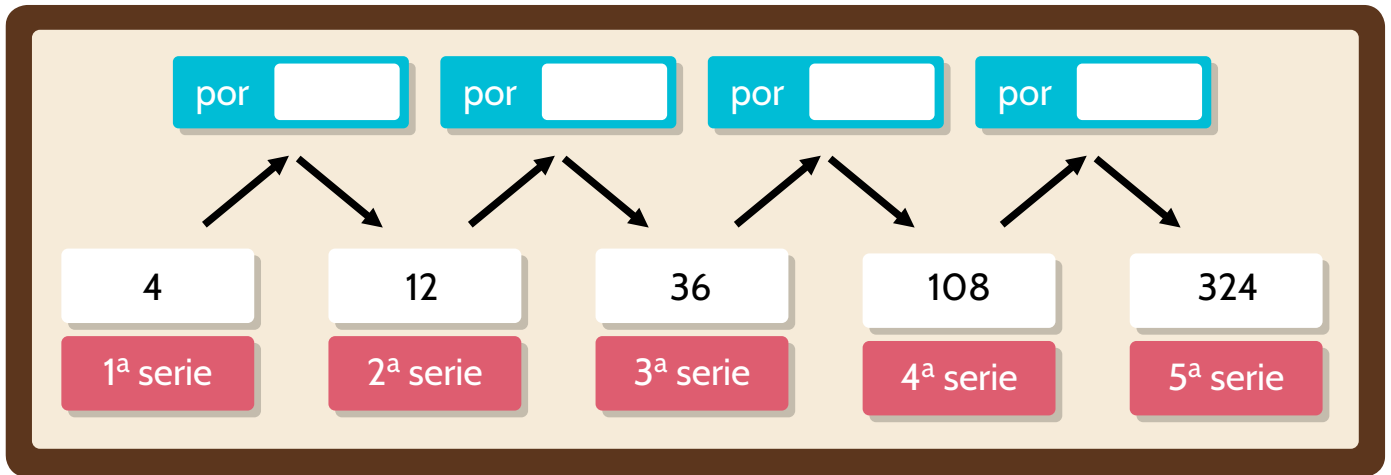 por por por por
4 12 36 108 324
1ª serie 2ª serie 3ª serie 4ª serie 5ª serie